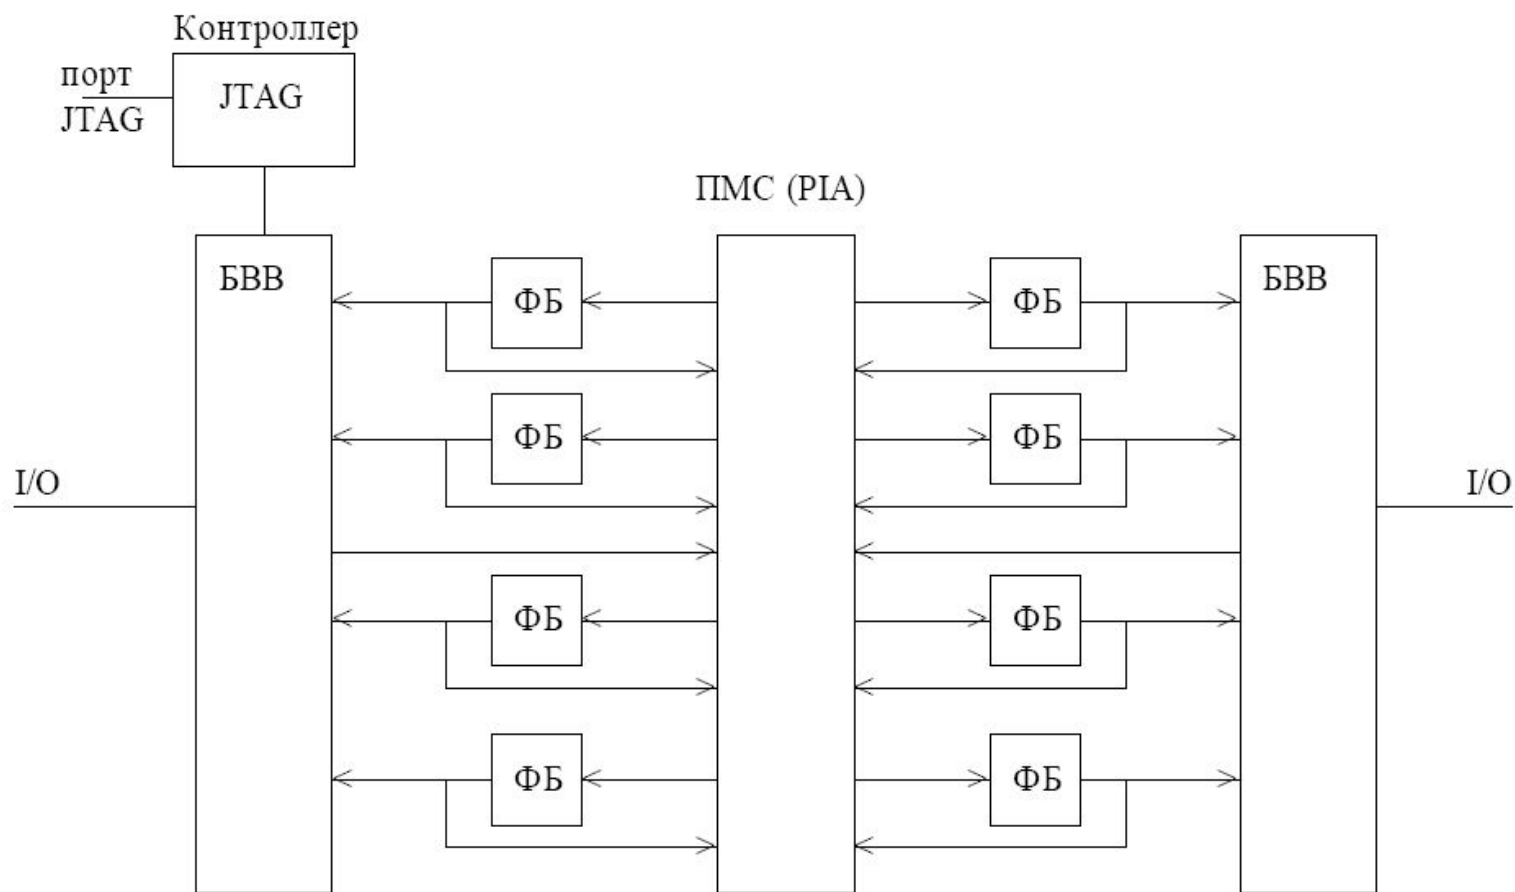 Контроллер
порт
JTAG
JTAG
ПМС (PIA)
БВВ
ФБ
ФБ
БВВ
ФБ
ФБ
I/O
I/O
ФБ
ФБ
ФБ
ФБ